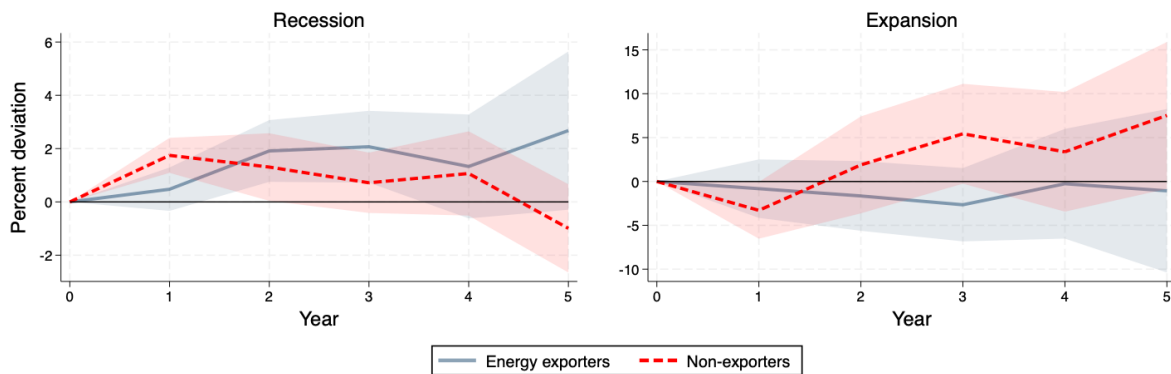 Recession
Expansion
Percent deviation
6
4
2
0
-2
0 1 2 3 4 5
Year
15
10
5
0
-5
-10
0 1 2 3 4 5
Year
Energy exporters Non-exporters